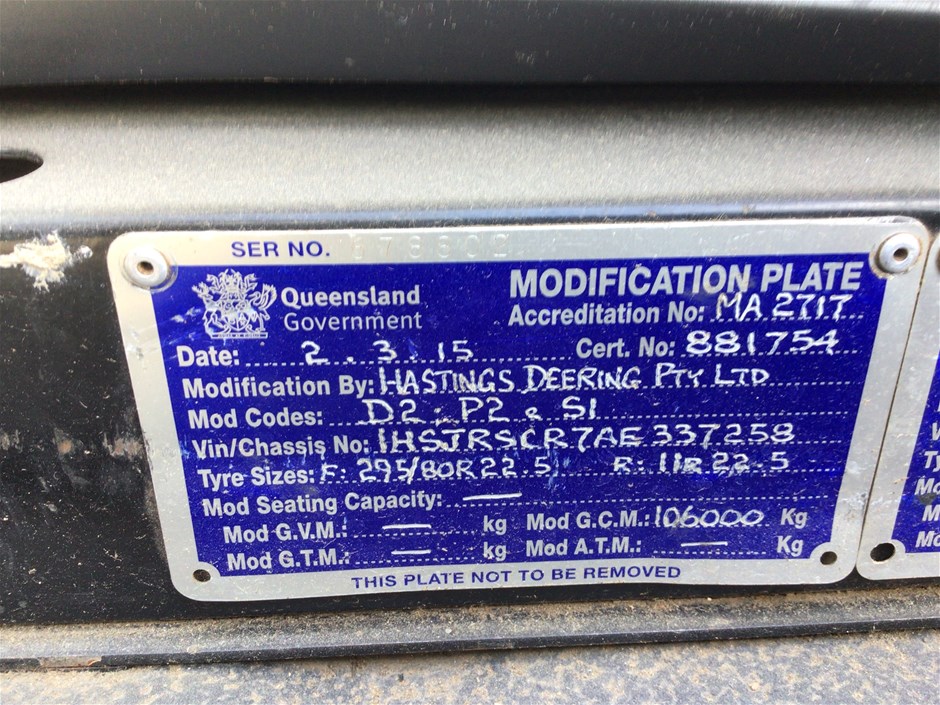 SER NO.
Queensland
Government
MODIFICATION PLATE
Accreditation No: MA 2717
Date: 2 . 3 . 15 Cert. No: 881754
Modification By: HASTINGS DEERING PTY LTD
Mod Codes: D2 . P2 & S1
Vin/Chassis No: 1HSJRSCR7AE337258
Tyre Sizes: F: 295/80R22.5 R: 11R22.5
Mod Seating Capacity: —
Mod G.V.M.: — kg Mod G.C.M.: 106000 Kg
Mod G.T.M.: — kg Mod A.T.M.: — Kg
THIS PLATE NOT TO BE REMOVED